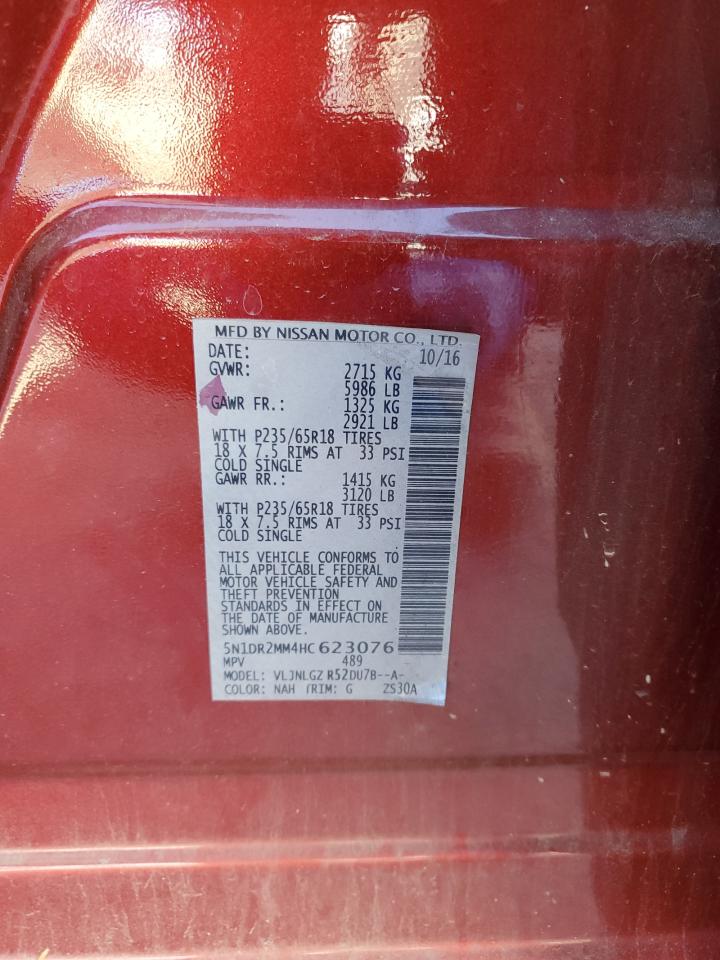 MFD BY NISSAN MOTOR CO., LTD.
DATE: 10/16
GVWR: 2715 KG
5986 LB
GAWR FR.: 1325 KG
2921 LB
WITH P235/65R18 TIRES
18 X 7.5 RIMS AT 33 PSI
COLD SINGLE
GAWR RR.: 1415 KG
3120 LB
WITH P235/65R18 TIRES
18 X 7.5 RIMS AT 33 PSI
COLD SINGLE
THIS VEHICLE CONFORMS TO
ALL APPLICABLE FEDERAL
MOTOR VEHICLE SAFETY AND
THEFT PREVENTION
STANDARDS IN EFFECT ON
THE DATE OF MANUFACTURE
SHOWN ABOVE.
5N1DR2MM4HC623076
MPV 489
MODEL: VLJNLGZ R52DU7B--A-
COLOR: NAH TRIM: G ZS30A